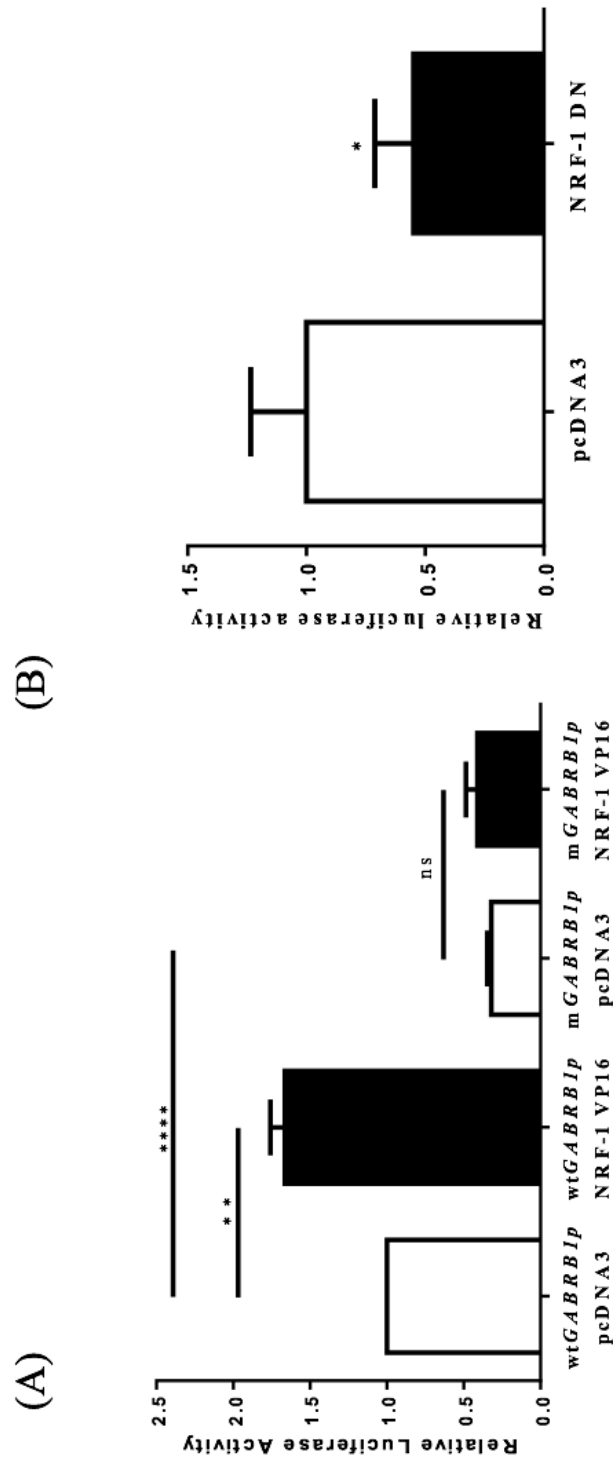 (A)
Relative Luciferase Activity
2.5
2.0
1.5
1.0
0.5
0.0
****
**
ns
wtGABRB1p
pcDNA3
wtGABRB1p
NRF-1 VP16
mGABRB1p
pcDNA3
mGABRB1p
NRF-1 VP16
(B)
Relative luciferase activity
1.5
1.0
0.5
0.0
*
pcDNA3
NRF-1 DN